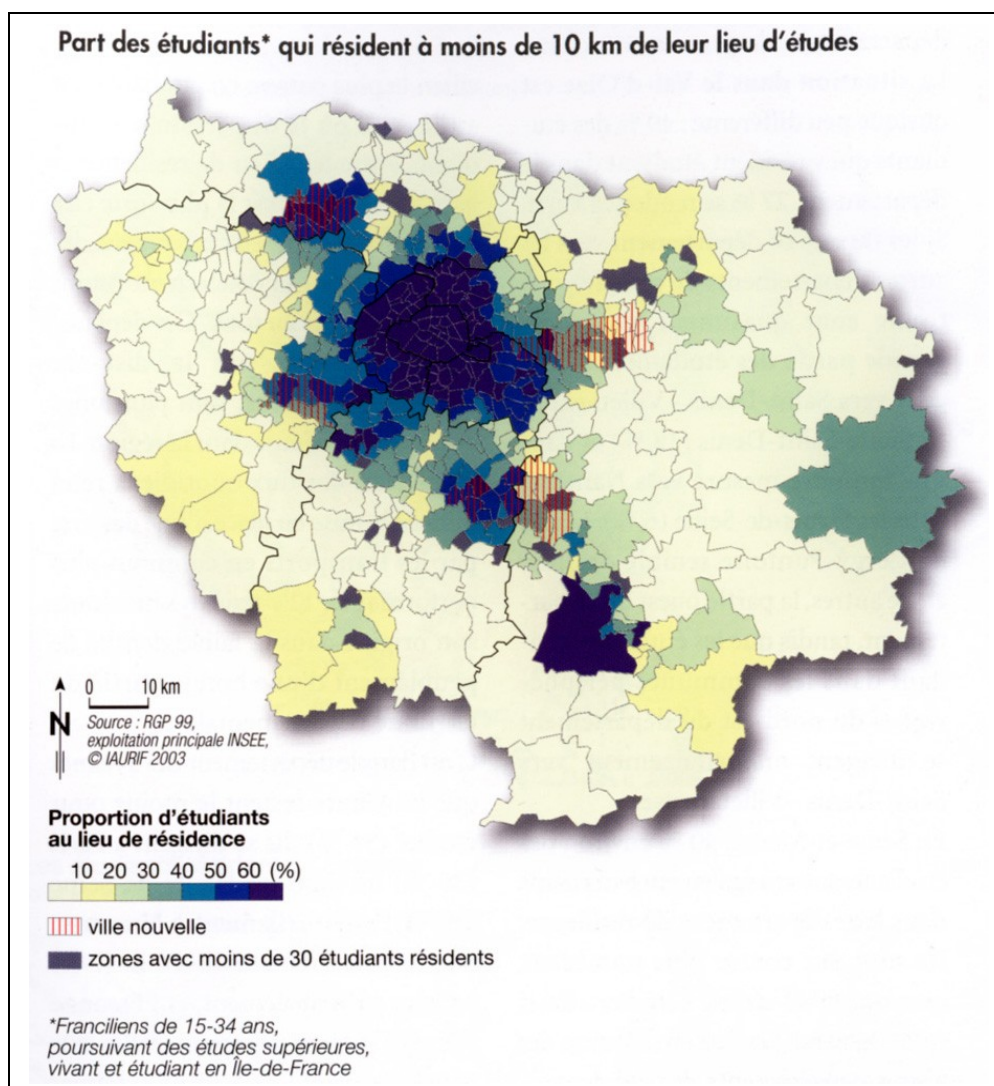 Part des étudiants* qui résident à moins de 10 km de leur lieu d'études
0 10 km
N
Source : RGP 99,
exploitation principale INSEE,
© IAURIF 2003
Proportion d'étudiants
au lieu de résidence
10 20 30 40 50 60 (%)
ville nouvelle
zones avec moins de 30 étudiants résidents
*Franciliens de 15-34 ans,
poursuivant des études supérieures,
vivant et étudiant en Île-de-France